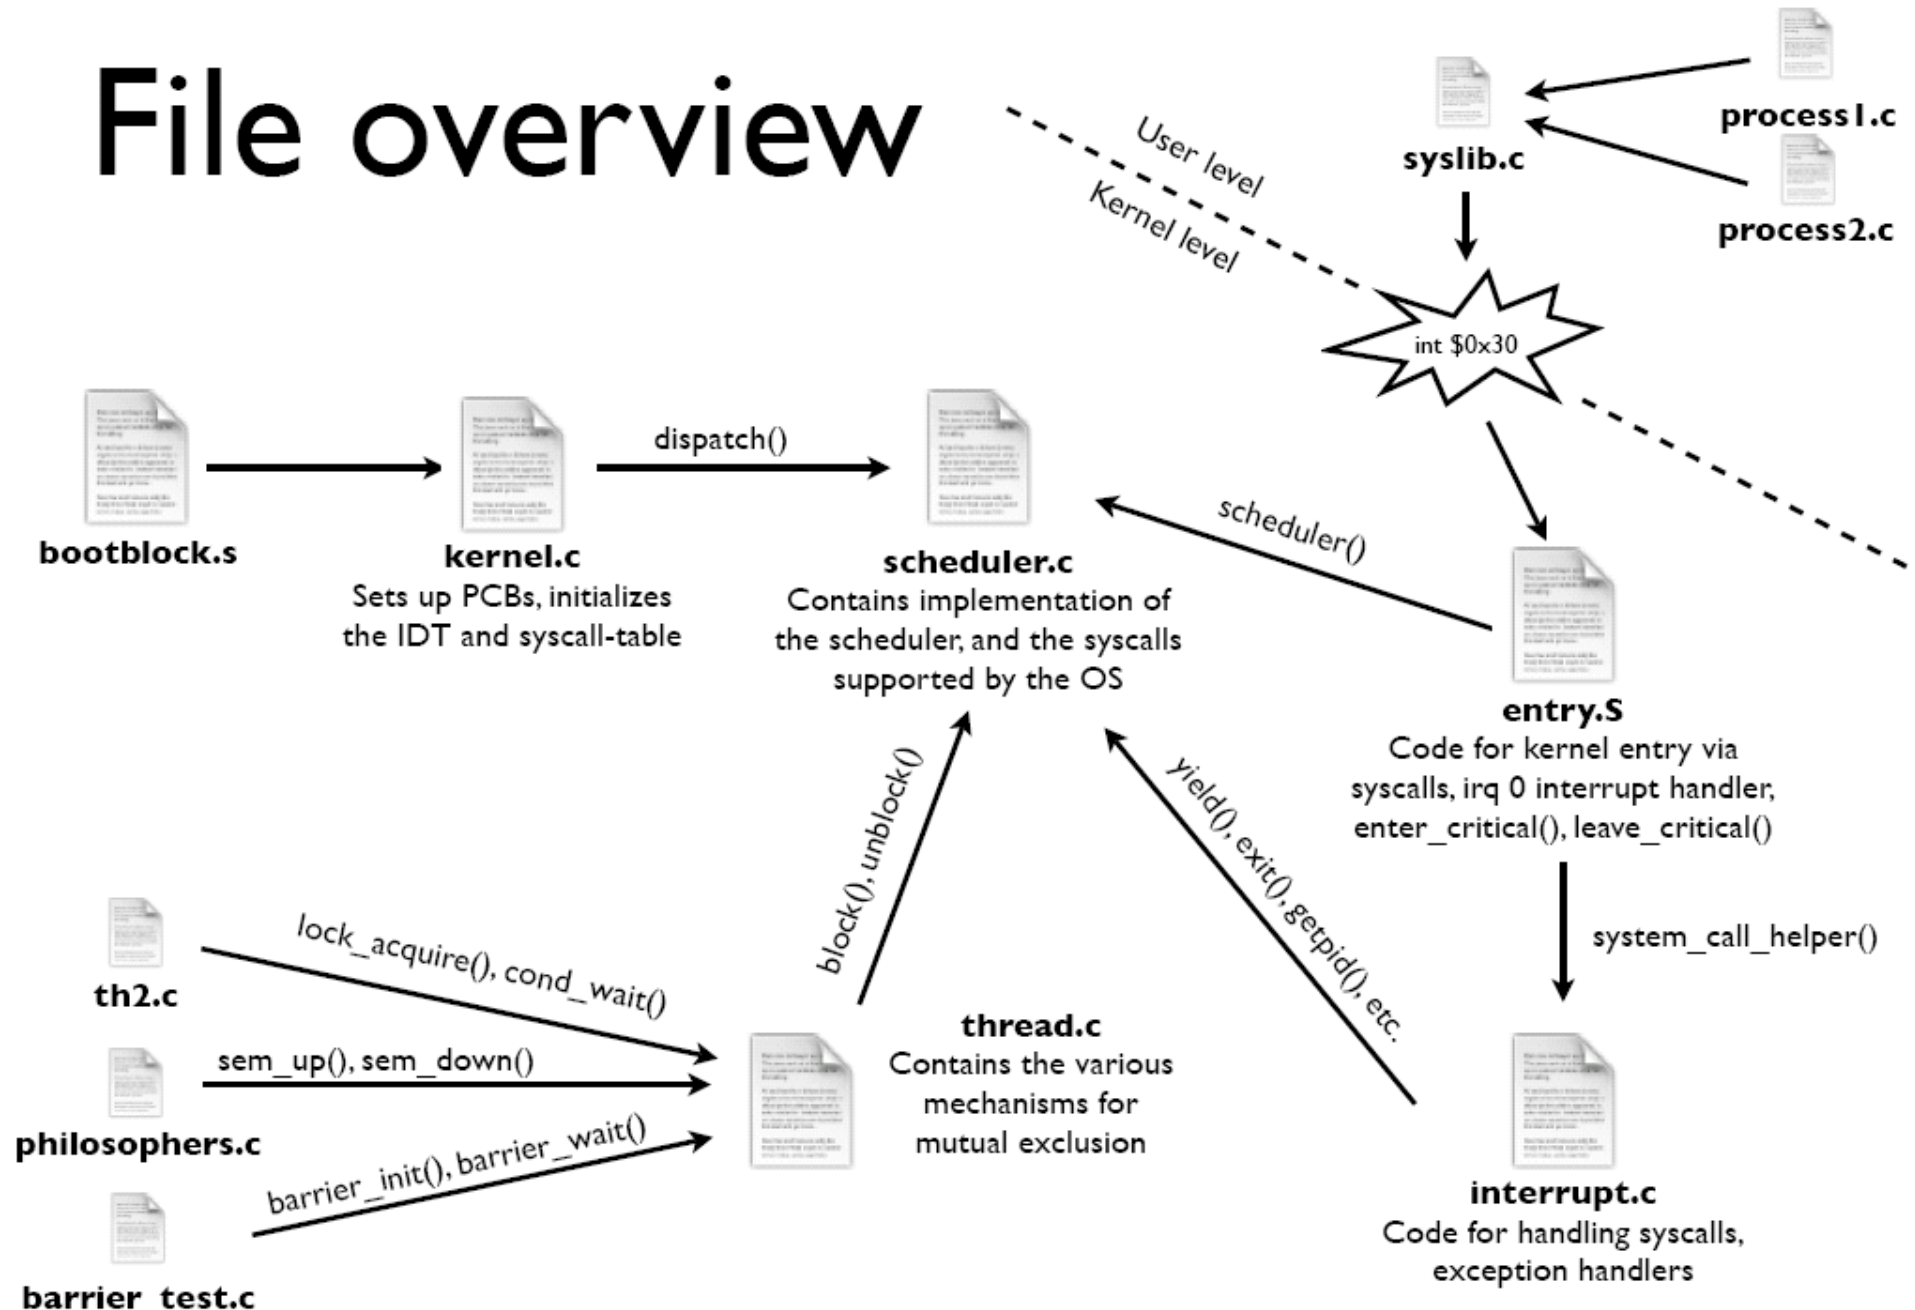 File overview
User level
Kernel level
syslib.c
process1.c
process2.c
int $0x30
bootblock.s
kernel.c
Sets up PCBs, initializes
the IDT and syscall-table
dispatch()
scheduler.c
Contains implementation of
the scheduler, and the syscalls
supported by the OS
scheduler()
entry.S
Code for kernel entry via
syscalls, irq 0 interrupt handler,
enter_critical(), leave_critical()
block(), unblock()
yield(), exit(), getpid(), etc.
system_call_helper()
th2.c
lock_acquire(), cond_wait()
philosophers.c
sem_up(), sem_down()
barrier_test.c
barrier_init(), barrier_wait()
thread.c
Contains the various
mechanisms for
mutual exclusion
interrupt.c
Code for handling syscalls,
exception handlers